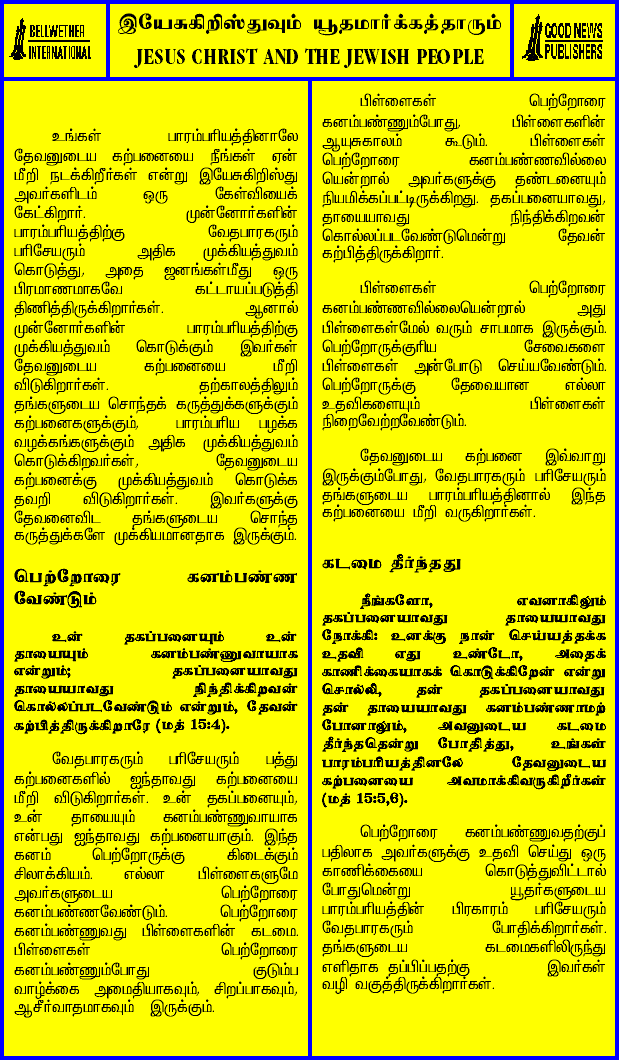 BELLWETHER
INTERNATIONAL
இயேசுகிறிஸ்துவும் யூதமார்க்கத்தாரும்
JESUS CHRIST AND THE JEWISH PEOPLE
GOOD NEWS
PUBLISHERS
உங்கள் பாரம்பரியத்தினாலே
தேவனுடைய கற்பனையை நீங்கள் ஏன்
மீறி நடக்கிறீர்கள் என்று இயேசுகிறிஸ்து
அவர்களிடம் ஒரு கேள்வியைக்
கேட்கிறார். முன்னோர்களின்
பாரம்பரியத்திற்கு வேதபாரகரும்
பரிசேயரும் அதிக முக்கியத்துவம்
கொடுத்து, அதை ஜனங்கள்மீது ஒரு
பிரமாணமாகவே கட்டாயப்படுத்தி
திணித்திருக்கிறார்கள். ஆனால்
முன்னோர்களின் பாரம்பரியத்திற்கு
முக்கியத்துவம் கொடுக்கும் இவர்கள்
தேவனுடைய கற்பனையை மீறி
விடுகிறார்கள். தற்காலத்திலும்
தங்களுடைய சொந்தக் கருத்துக்களுக்கும்
கற்பனைகளுக்கும், பாரம்பரிய பழக்க
வழக்கங்களுக்கும் அதிக முக்கியத்துவம்
கொடுக்கிறவர்கள், தேவனுடைய
கற்பனைக்கு முக்கியத்துவம் கொடுக்க
தவறி விடுகிறார்கள். இவர்களுக்கு
தேவனைவிட தங்களுடைய சொந்த
கருத்துக்களே முக்கியமானதாக இருக்கும்.
பெற்றோரை கனம்பண்ண
வேண்டும்
உன் தகப்பனையும் உன்
தாயையும் கனம்பண்ணுவாயாக
என்றும்; தகப்பனையாவது
தாயையாவது நிந்திக்கிறவன்
கொல்லப்படவேண்டும் என்றும், தேவன்
கற்பித்திருக்கிறாரே (மத் 15:4).
வேதபாரகரும் பரிசேயரும் பத்து
கற்பனைகளில் ஐந்தாவது கற்பனையை
மீறி விடுகிறார்கள். உன் தகப்பனையும்,
உன் தாயையும் கனம்பண்ணுவாயாக
என்பது ஐந்தாவது கற்பனையாகும். இந்த
கனம் பெற்றோருக்கு கிடைக்கும்
சிலாக்கியம். எல்லா பிள்ளைகளுமே
அவர்களுடைய பெற்றோரை
கனம்பண்ணவேண்டும். பெற்றோரை
கனம்பண்ணுவது பிள்ளைகளின் கடமை.
பிள்ளைகள் பெற்றோரை
கனம்பண்ணும்போது குடும்ப
வாழ்க்கை அமைதியாகவும், சிறப்பாகவும்,
ஆசீர்வாதமாகவும் இருக்கும்.
பிள்ளைகள் பெற்றோரை
கனம்பண்ணும்போது, பிள்ளைகளின்
ஆயுசுகாலம் கூடும். பிள்ளைகள்
பெற்றோரை கனம்பண்ணவில்லை
யென்றால் அவர்களுக்கு தண்டனையும்
நியமிக்கப்பட்டிருக்கிறது. தகப்பனையாவது,
தாயையாவது நிந்திக்கிறவன்
கொல்லப்படவேண்டுமென்று தேவன்
கற்பித்திருக்கிறார்.
பிள்ளைகள் பெற்றோரை
கனம்பண்ணவில்லையென்றால் அது
பிள்ளைகள்மேல் வரும் சாபமாக இருக்கும்.
பெற்றோருக்குரிய சேவைகளை
பிள்ளைகள் அன்போடு செய்யவேண்டும்.
பெற்றோருக்கு தேவையான எல்லா
உதவிகளையும் பிள்ளைகள்
நிறைவேற்றவேண்டும்.
தேவனுடைய கற்பனை இவ்வாறு
இருக்கும்போது, வேதபாரகரும் பரிசேயரும்
தங்களுடைய பாரம்பரியத்தினால் இந்த
கற்பனையை மீறி வருகிறார்கள்.
கடமை தீர்ந்தது
நீங்களோ, எவனாகிலும்
தகப்பனையாவது தாயையாவது
நோக்கி: உனக்கு நான் செய்யத்தக்க
உதவி எது உண்டோ, அதைக்
காணிக்கையாகக் கொடுக்கிறேன் என்று
சொல்லி, தன் தகப்பனையாவது
தன் தாயையாவது கனம்பண்ணாமற்
போனாலும், அவனுடைய கடமை
தீர்ந்ததென்று போதித்து, உங்கள்
பாரம்பரியத்தினாலே தேவனுடைய
கற்பனையை அவமாக்கிவருகிறீர்கள்
(மத் 15:5,6).
பெற்றோரை கனம்பண்ணுவதற்குப்
பதிலாக அவர்களுக்கு உதவி செய்து ஒரு
காணிக்கையை கொடுத்துவிட்டால்
போதுமென்று யூதர்களுடைய
பாரம்பரியத்தின் பிரகாரம் பரிசேயரும்
வேதபாரகரும் போதிக்கிறார்கள்.
தங்களுடைய கடமைகளிலிருந்து
எளிதாக தப்பிப்பதற்கு இவர்கள்
வழி வகுத்திருக்கிறார்கள்.